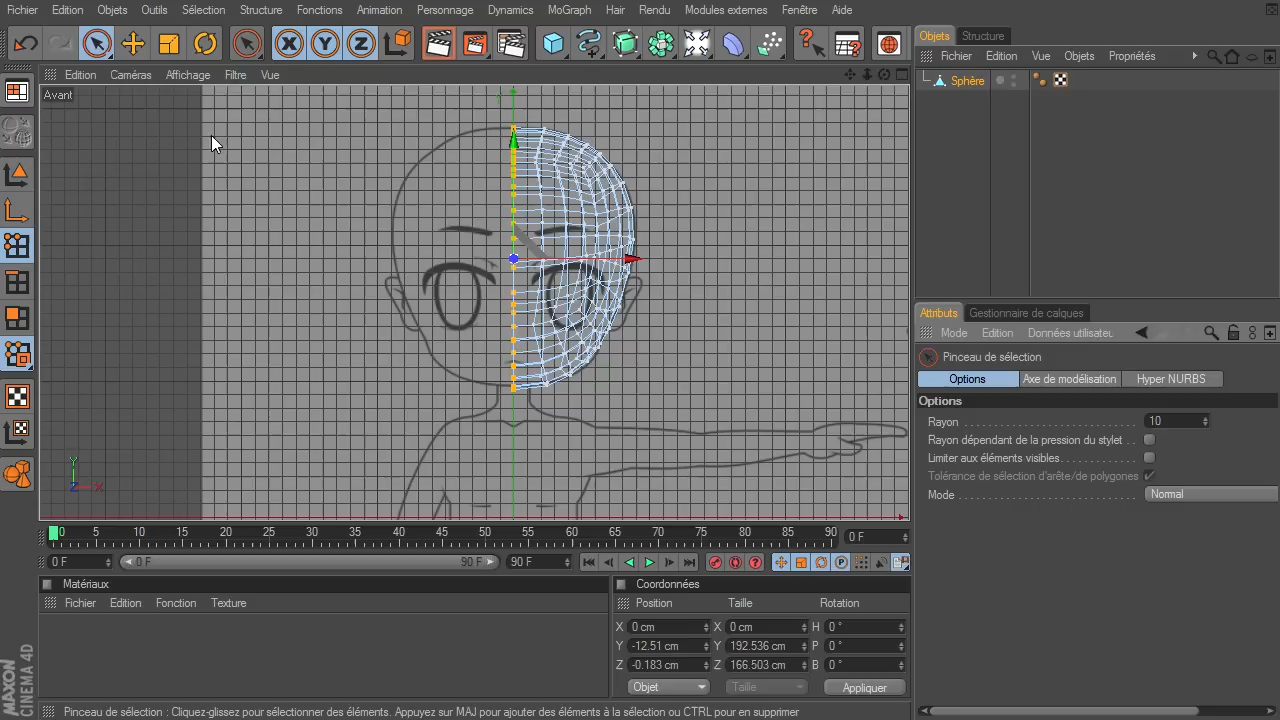 Fichier Edition Objets Outils Sélection Structure Fonctions Animation Personnage Dynamics MoGraph Hair Rendu Modules externes Fenêtre Aide
Objets Structure
Fichier Edition Vue Objets Propriétés
Edition Caméras Affichage Filtre Vue
Sphère
Avant
Y
Z X
Attributs Gestionnaire de calques
Mode Edition Données utilisateu
Pinceau de sélection
Options Axe de modélisation Hyper NURBS
Options
Rayon 10
Rayon dépendant de la pression du stylet
Limiter aux éléments visibles
Tolérance de sélection d'arête/de polygones
Mode Normal
0 5 10 15 20 25 30 35 40 45 50 55 60 65 70 75 80 85 90 0 F
0 F 0 F 90 F 90 F
Matériaux
Fichier Edition Fonction Texture
Coordonnées
Position Taille Rotation
X 0 cm X 0 cm H 0 °
Y -12.51 cm Y 192.536 cm P 0 °
Z -0.183 cm Z 166.503 cm B 0 °
Objet Taille Appliquer
MAXON
CINEMA 4D
Pinceau de sélection : Cliquez-glissez pour sélectionner des éléments. Appuyez sur MAJ pour ajouter des éléments à la sélection ou CTRL pour en supprimer